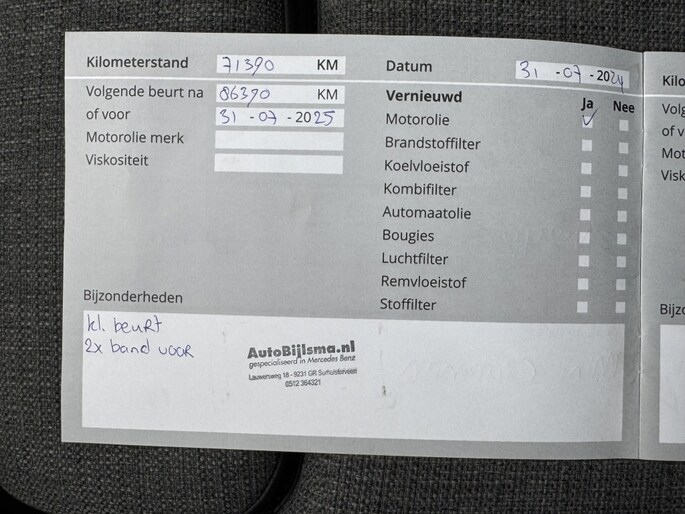 Kilometerstand 71390 KM
Volgende beurt na 86390 KM
of voor 31 - 07 - 2025
Motorolie merk
Viskositeit
Datum 31 - 07 - 2024
Vernieuwd Ja Nee
Motorolie ✓
Brandstoffilter
Koelvloeistof
Kombifilter
Automaatolie
Bougies
Luchtfilter
Remvloeistof
Stoffilter
Bijzonderheden
kl. beurt
2x band voor
AutoBijlsma.nl
gespecialiseerd in Mercedes Benz
Lauwersweg 18 - 9231 GR Surhuisterveen
0512 364321
Kilo
Volg
of v
Mot
Visk
Bijzo